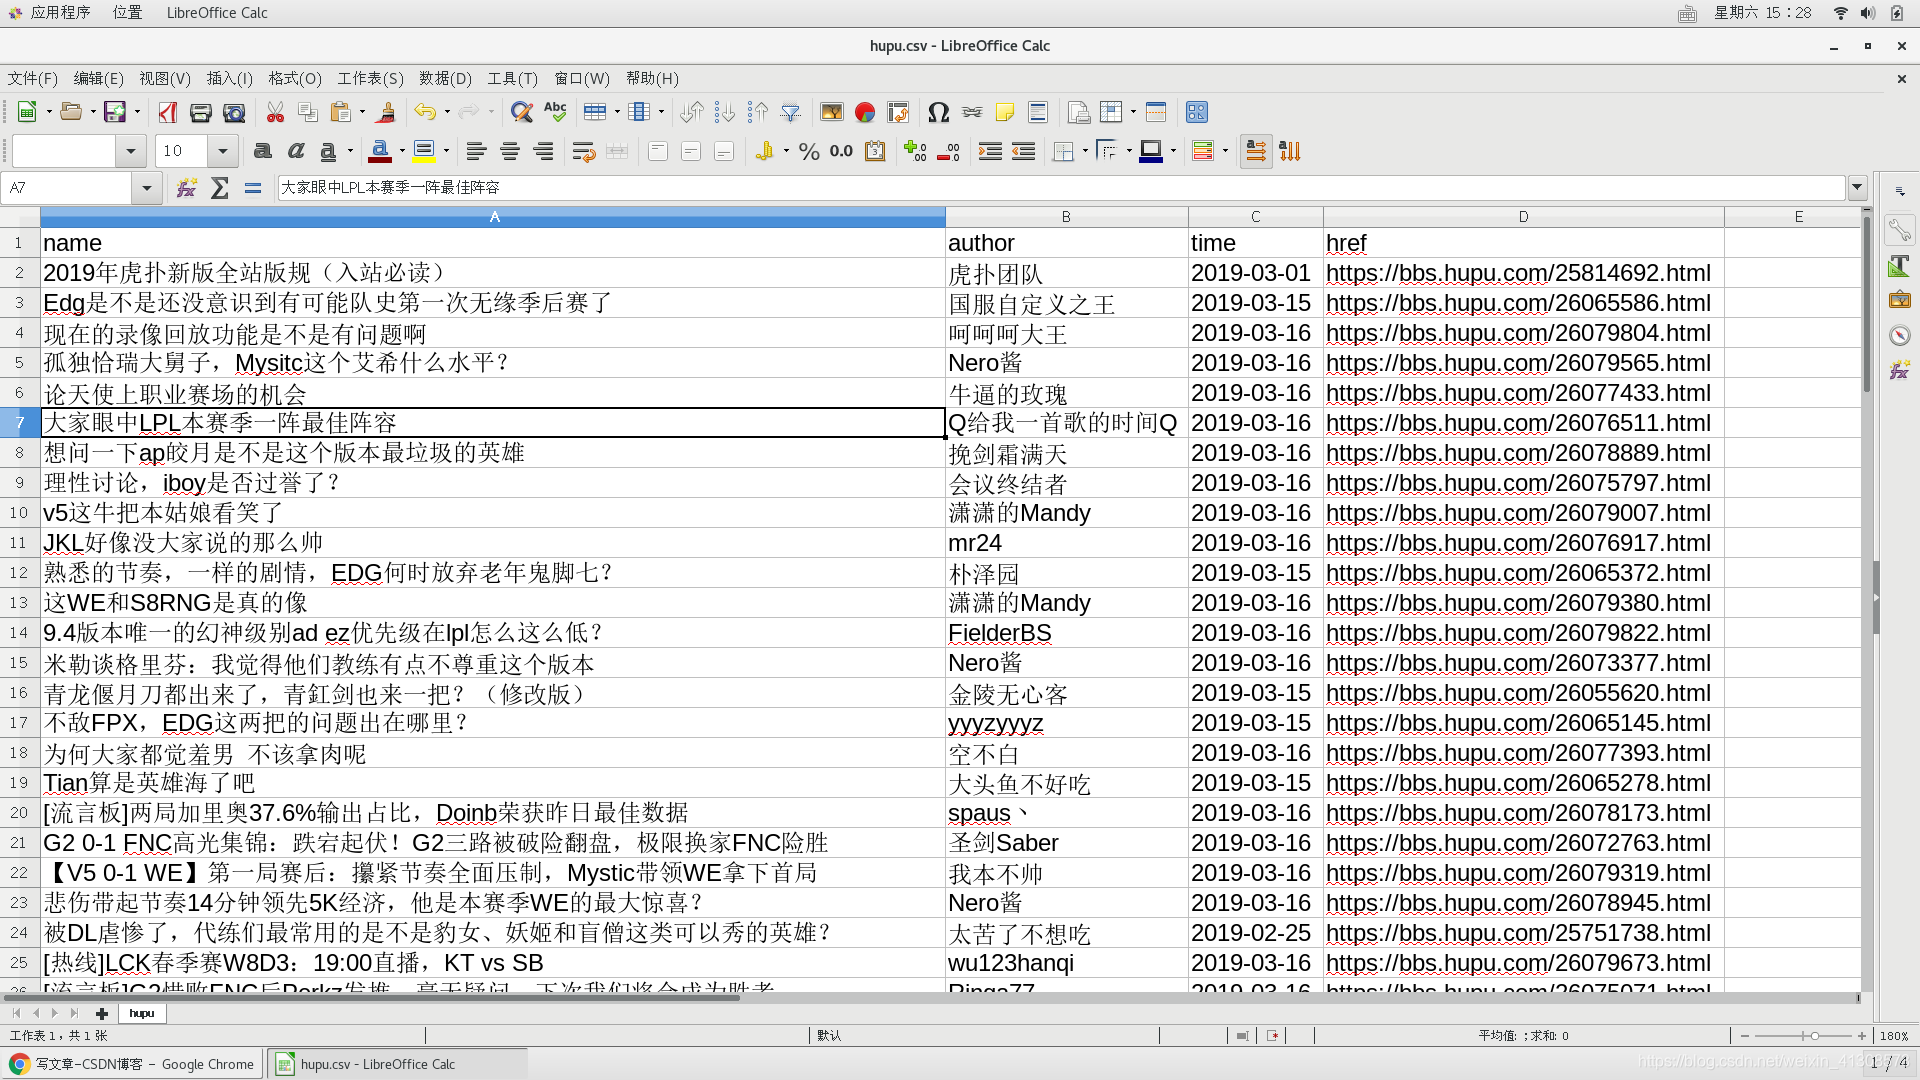 应用程序 位置 LibreOffice Calc 星期六 15：28
hupu.csv - LibreOffice Calc
文件(F) 编辑(E) 视图(V) 插入(I) 格式(O) 工作表(S) 数据(D) 工具(T) 窗口(W) 帮助(H)
10
A7 大家眼中LPL本赛季一阵最佳阵容
A B C D E
1 name author time href
2 2019年虎扑新版全站版规（入站必读） 虎扑团队 2019-03-01 https://bbs.hupu.com/25814692.html
3 Edg是不是还没意识到有可能队史第一次无缘季后赛了 国服自定义之王 2019-03-15 https://bbs.hupu.com/26065586.html
4 现在的录像回放功能是不是有问题啊 呵呵呵大王 2019-03-16 https://bbs.hupu.com/26079804.html
5 孤独恰瑞大舅子，Mysitc这个艾希什么水平？ Nero酱 2019-03-16 https://bbs.hupu.com/26079565.html
6 论天使上职业赛场的机会 牛逼的玫瑰 2019-03-16 https://bbs.hupu.com/26077433.html
7 大家眼中LPL本赛季一阵最佳阵容 Q给我一首歌的时间Q 2019-03-16 https://bbs.hupu.com/26076511.html
8 想问一下ap皎月是不是这个版本最垃圾的英雄 挽剑霜满天 2019-03-16 https://bbs.hupu.com/26078889.html
9 理性讨论，iboy是否过誉了？ 会议终结者 2019-03-16 https://bbs.hupu.com/26075797.html
10 v5这牛把本姑娘看笑了 潇潇的Mandy 2019-03-16 https://bbs.hupu.com/26079007.html
11 JKL好像没大家说的那么帅 mr24 2019-03-16 https://bbs.hupu.com/26076917.html
12 熟悉的节奏，一样的剧情，EDG何时放弃老年鬼脚七？ 朴泽园 2019-03-15 https://bbs.hupu.com/26065372.html
13 这WE和S8RNG是真的像 潇潇的Mandy 2019-03-16 https://bbs.hupu.com/26079380.html
14 9.4版本唯一的幻神级别ad ez优先级在lpl怎么这么低？ FielderBS 2019-03-16 https://bbs.hupu.com/26079822.html
15 米勒谈格里芬：我觉得他们教练有点不尊重这个版本 Nero酱 2019-03-16 https://bbs.hupu.com/26073377.html
16 青龙偃月刀都出来了，青釭剑也来一把？（修改版） 金陵无心客 2019-03-15 https://bbs.hupu.com/26055620.html
17 不敌FPX，EDG这两把的问题出在哪里？ yyyzyyyz 2019-03-15 https://bbs.hupu.com/26065145.html
18 为何大家都觉羞男 不该拿肉呢 空不白 2019-03-16 https://bbs.hupu.com/26077393.html
19 Tian算是英雄海了吧 大头鱼不好吃 2019-03-15 https://bbs.hupu.com/26065278.html
20 [流言板]两局加里奥37.6%输出占比，Doinb荣获昨日最佳数据 spaus丶 2019-03-16 https://bbs.hupu.com/26078173.html
21 G2 0-1 FNC高光集锦：跌宕起伏！G2三路被破险翻盘，极限换家FNC险胜 圣剑Saber 2019-03-16 https://bbs.hupu.com/26072763.html
22 【V5 0-1 WE】第一局赛后：攥紧节奏全面压制，Mystic带领WE拿下首局 我本不帅 2019-03-16 https://bbs.hupu.com/26079319.html
23 悲伤带起节奏14分钟领先5K经济，他是本赛季WE的最大惊喜？ Nero酱 2019-03-16 https://bbs.hupu.com/26078945.html
24 被DL虐惨了，代练们最常用的是不是豹女、妖姬和盲僧这类可以秀的英雄？ 太苦了不想吃 2019-02-25 https://bbs.hupu.com/25751738.html
25 [热线]LCK春季赛W8D3：19:00直播，KT vs SB wu123hanqi 2019-03-16 https://bbs.hupu.com/26079673.html
26 [流言板]G2惜败FNC后Perkz发推，毫无疑问，下次我们将会成为胜者 Ringa77 2019-03-16 https://bbs.hupu.com/26075071.html
hupu
工作表 1，共 1 张 默认 平均值: ; 求和: 0 180%
写文章-CSDN博客 - Google Chrome hupu.csv - LibreOffice Calc 1 / 4